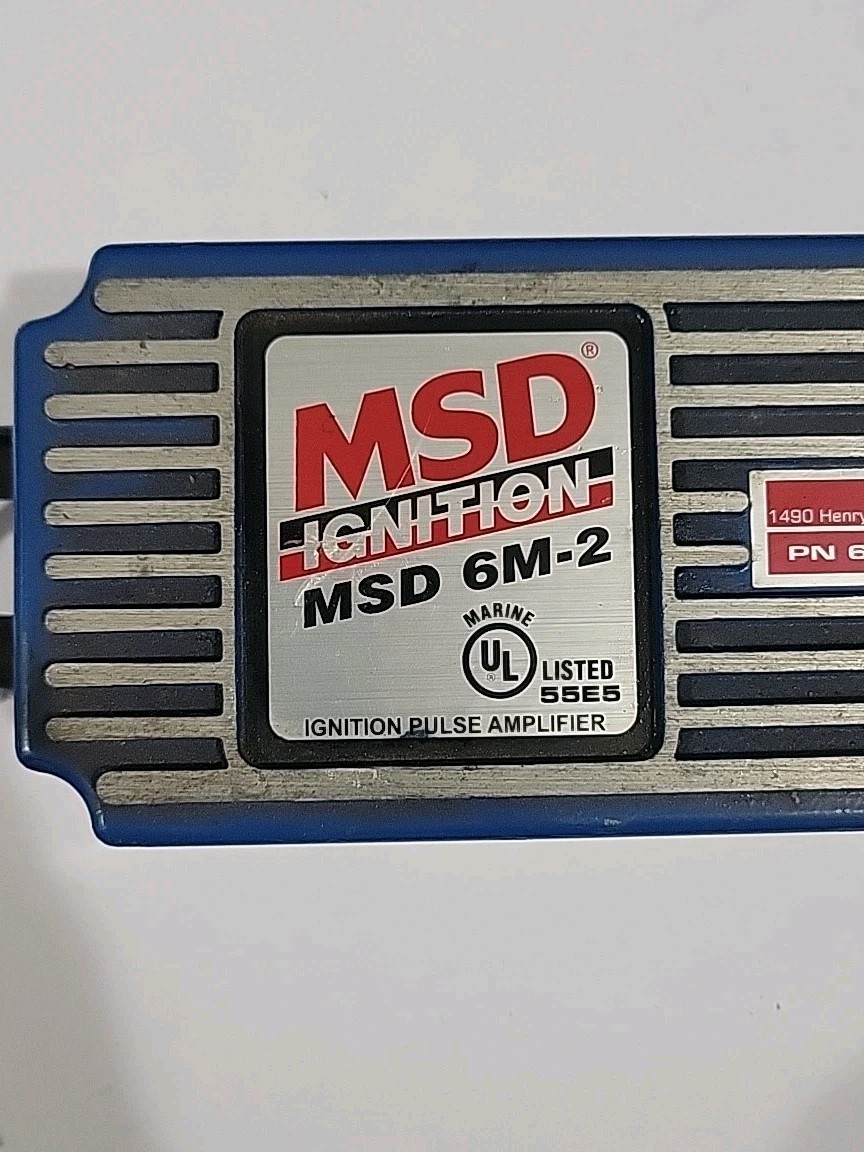 MSD®
IGNITION
MSD 6M-2
MARINE
UL®
LISTED
55E5
IGNITION PULSE AMPLIFIER
1490 Henry
PN 6